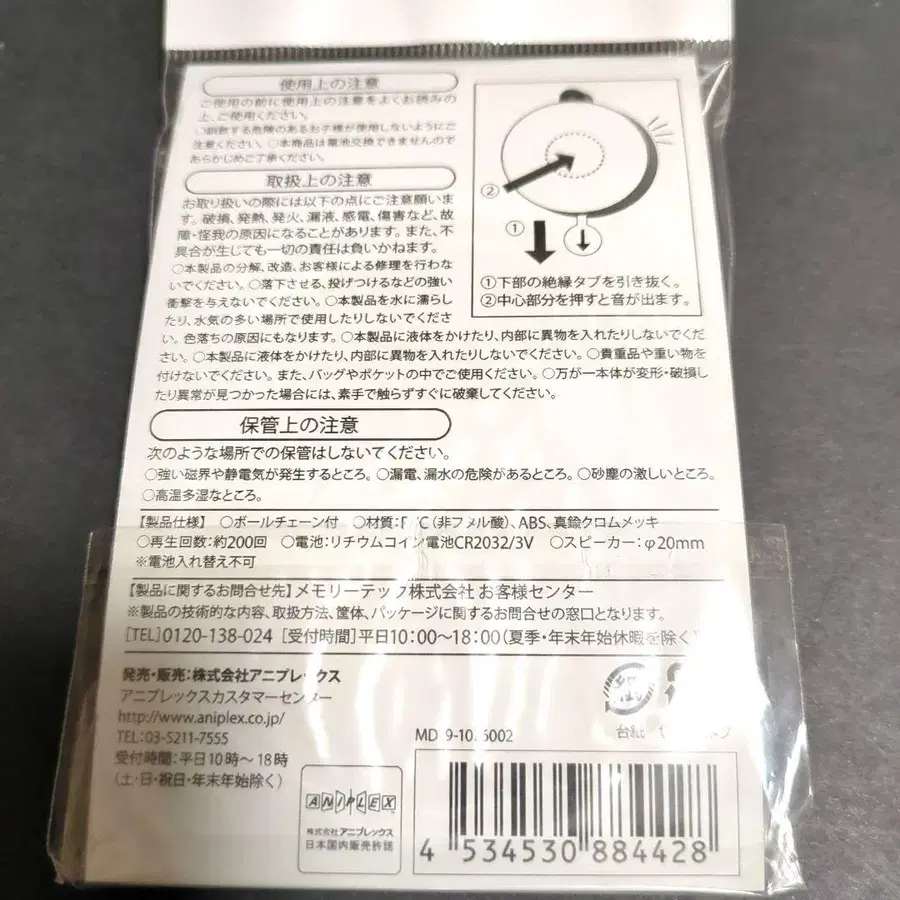 使用上の注意
ご使用の前に使用上の注意をよくお読みの
上、ご使用ください。
○誤飲する危険のあるお子様が使用しないようにご
注意ください。○本商品は電池交換できませんので
あらかじめご了承ください。
取扱上の注意
お取り扱いの際には以下の点にご注意願いま
す。破損、発熱、発火、漏液、感電、傷害など、故
障・怪我の原因になることがあります。また、不
具合が生じても一切の責任は負いかねます。
○本製品の分解、改造、お客様による修理を行わな
いでください。○落下させる、投げつけるなどの強い
衝撃を与えないでください。○本製品を水に濡らし
たり、水気の多い場所で使用したりしないでくださ
い。色落ちの原因にもなります。○本製品に液体をかけたり、内部に異物を入れたりしないでくだ
さい。○本製品に液体をかけたり、内部に異物を入れたりしないでください。○貴重品や重い物を
付けないでください。また、バッグやポケットの中でご使用ください。○万が一本体が変形・破損し
たり異常が見つかった場合には、素手で触らずすぐに破棄してください。
②
①
①下部の絶縁タブを引き抜く。
②中心部分を押すと音が出ます。
保管上の注意
次のような場所での保管はしないでください。
○強い磁界や静電気が発生するところ。○漏電、漏水の危険があるところ。○砂塵の激しいところ。
○高温多湿なところ。
【製品仕様】 ○ボールチェーン付 ○材質:(非フタル酸)、ABS、真鍮クロムメッキ
○再生回数:約200回 ○電池:リチウムコイン電池CR2032/3V ○スピーカー:φ20mm
※電池入れ替え不可
【製品に関するお問合せ先】メモリーテック株式会社 お客様センター
※製品の技術的な内容、取扱方法、筐体、パッケージに関するお問合せの窓口となります。
[TEL]0120-138-024 [受付時間]平日10:00〜18:00(夏季・年末年始休暇を除く)
発売・販売:株式会社アニプレックス
アニプレックスカスタマーセンター
http://www.aniplex.co.jp/
TEL:03-5211-7555
受付時間:平日10時〜18時
(土・日・祝日・年末年始除く)
ANIPLEX
株式会社アニプレックス
日本国内販売許諾
紙
台紙
MD 9-10 6002
4 534530 884428